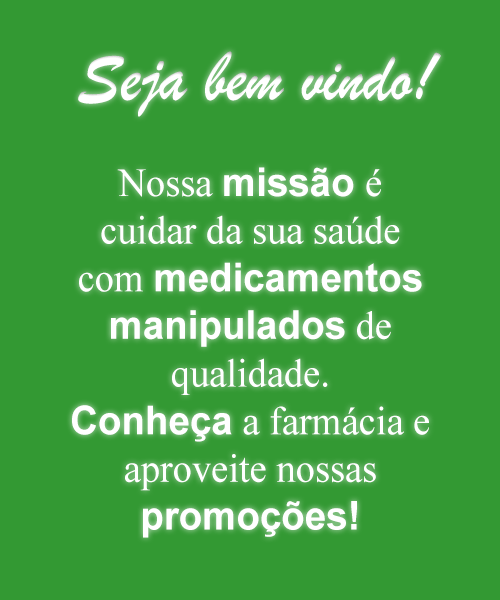 Seja bem vindo!
Nossa missão é
cuidar da sua saúde
com medicamentos
manipulados de
qualidade.
Conheça a farmácia e
aproveite nossas
promoções!